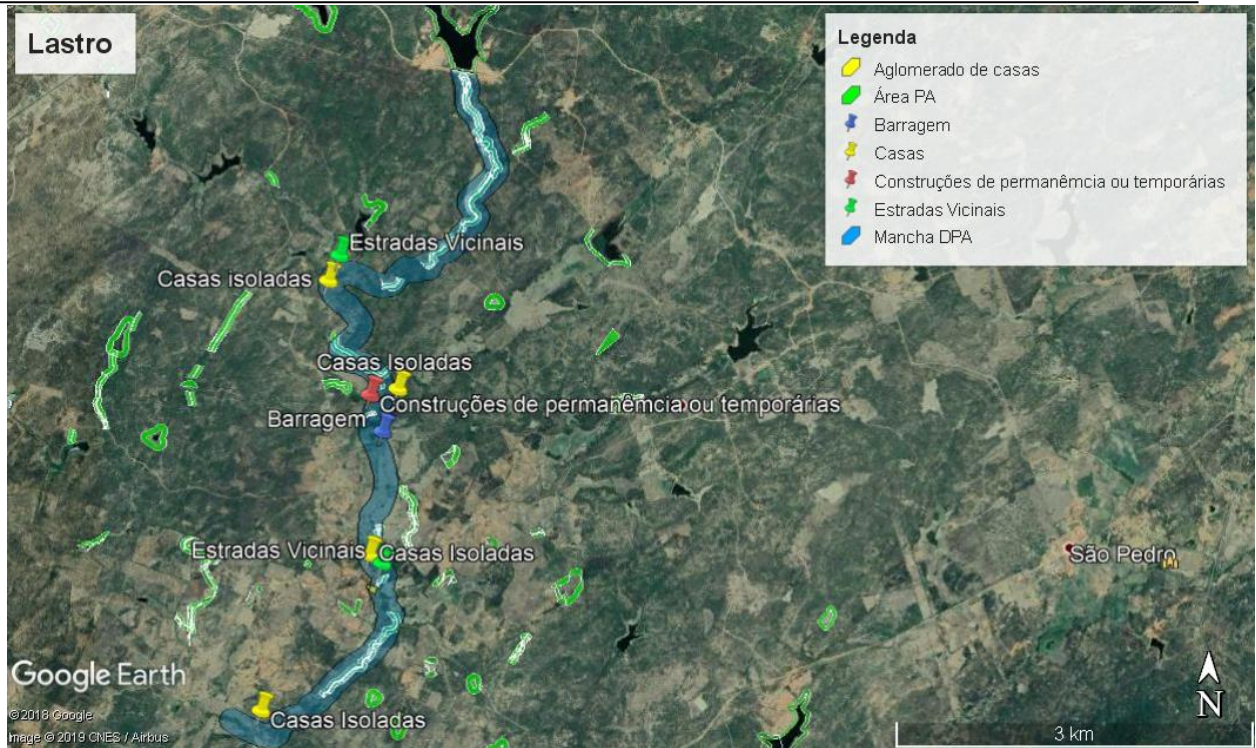 Lastro
Legenda
Aglomerado de casas
Área PA
Barragem
Casas
Construções de permanêmcia ou temporárias
Estradas Vicinais
Mancha DPA
Estradas Vicinais
Casas isoladas
Casas Isoladas
Construções de permanêmcia ou temporárias
Barragem
Estradas Vicinais
Casas Isoladas
São Pedro
Casas Isoladas
Google Earth
© 2018 Google
Image © 2019 CNES / Airbus
N
3 km